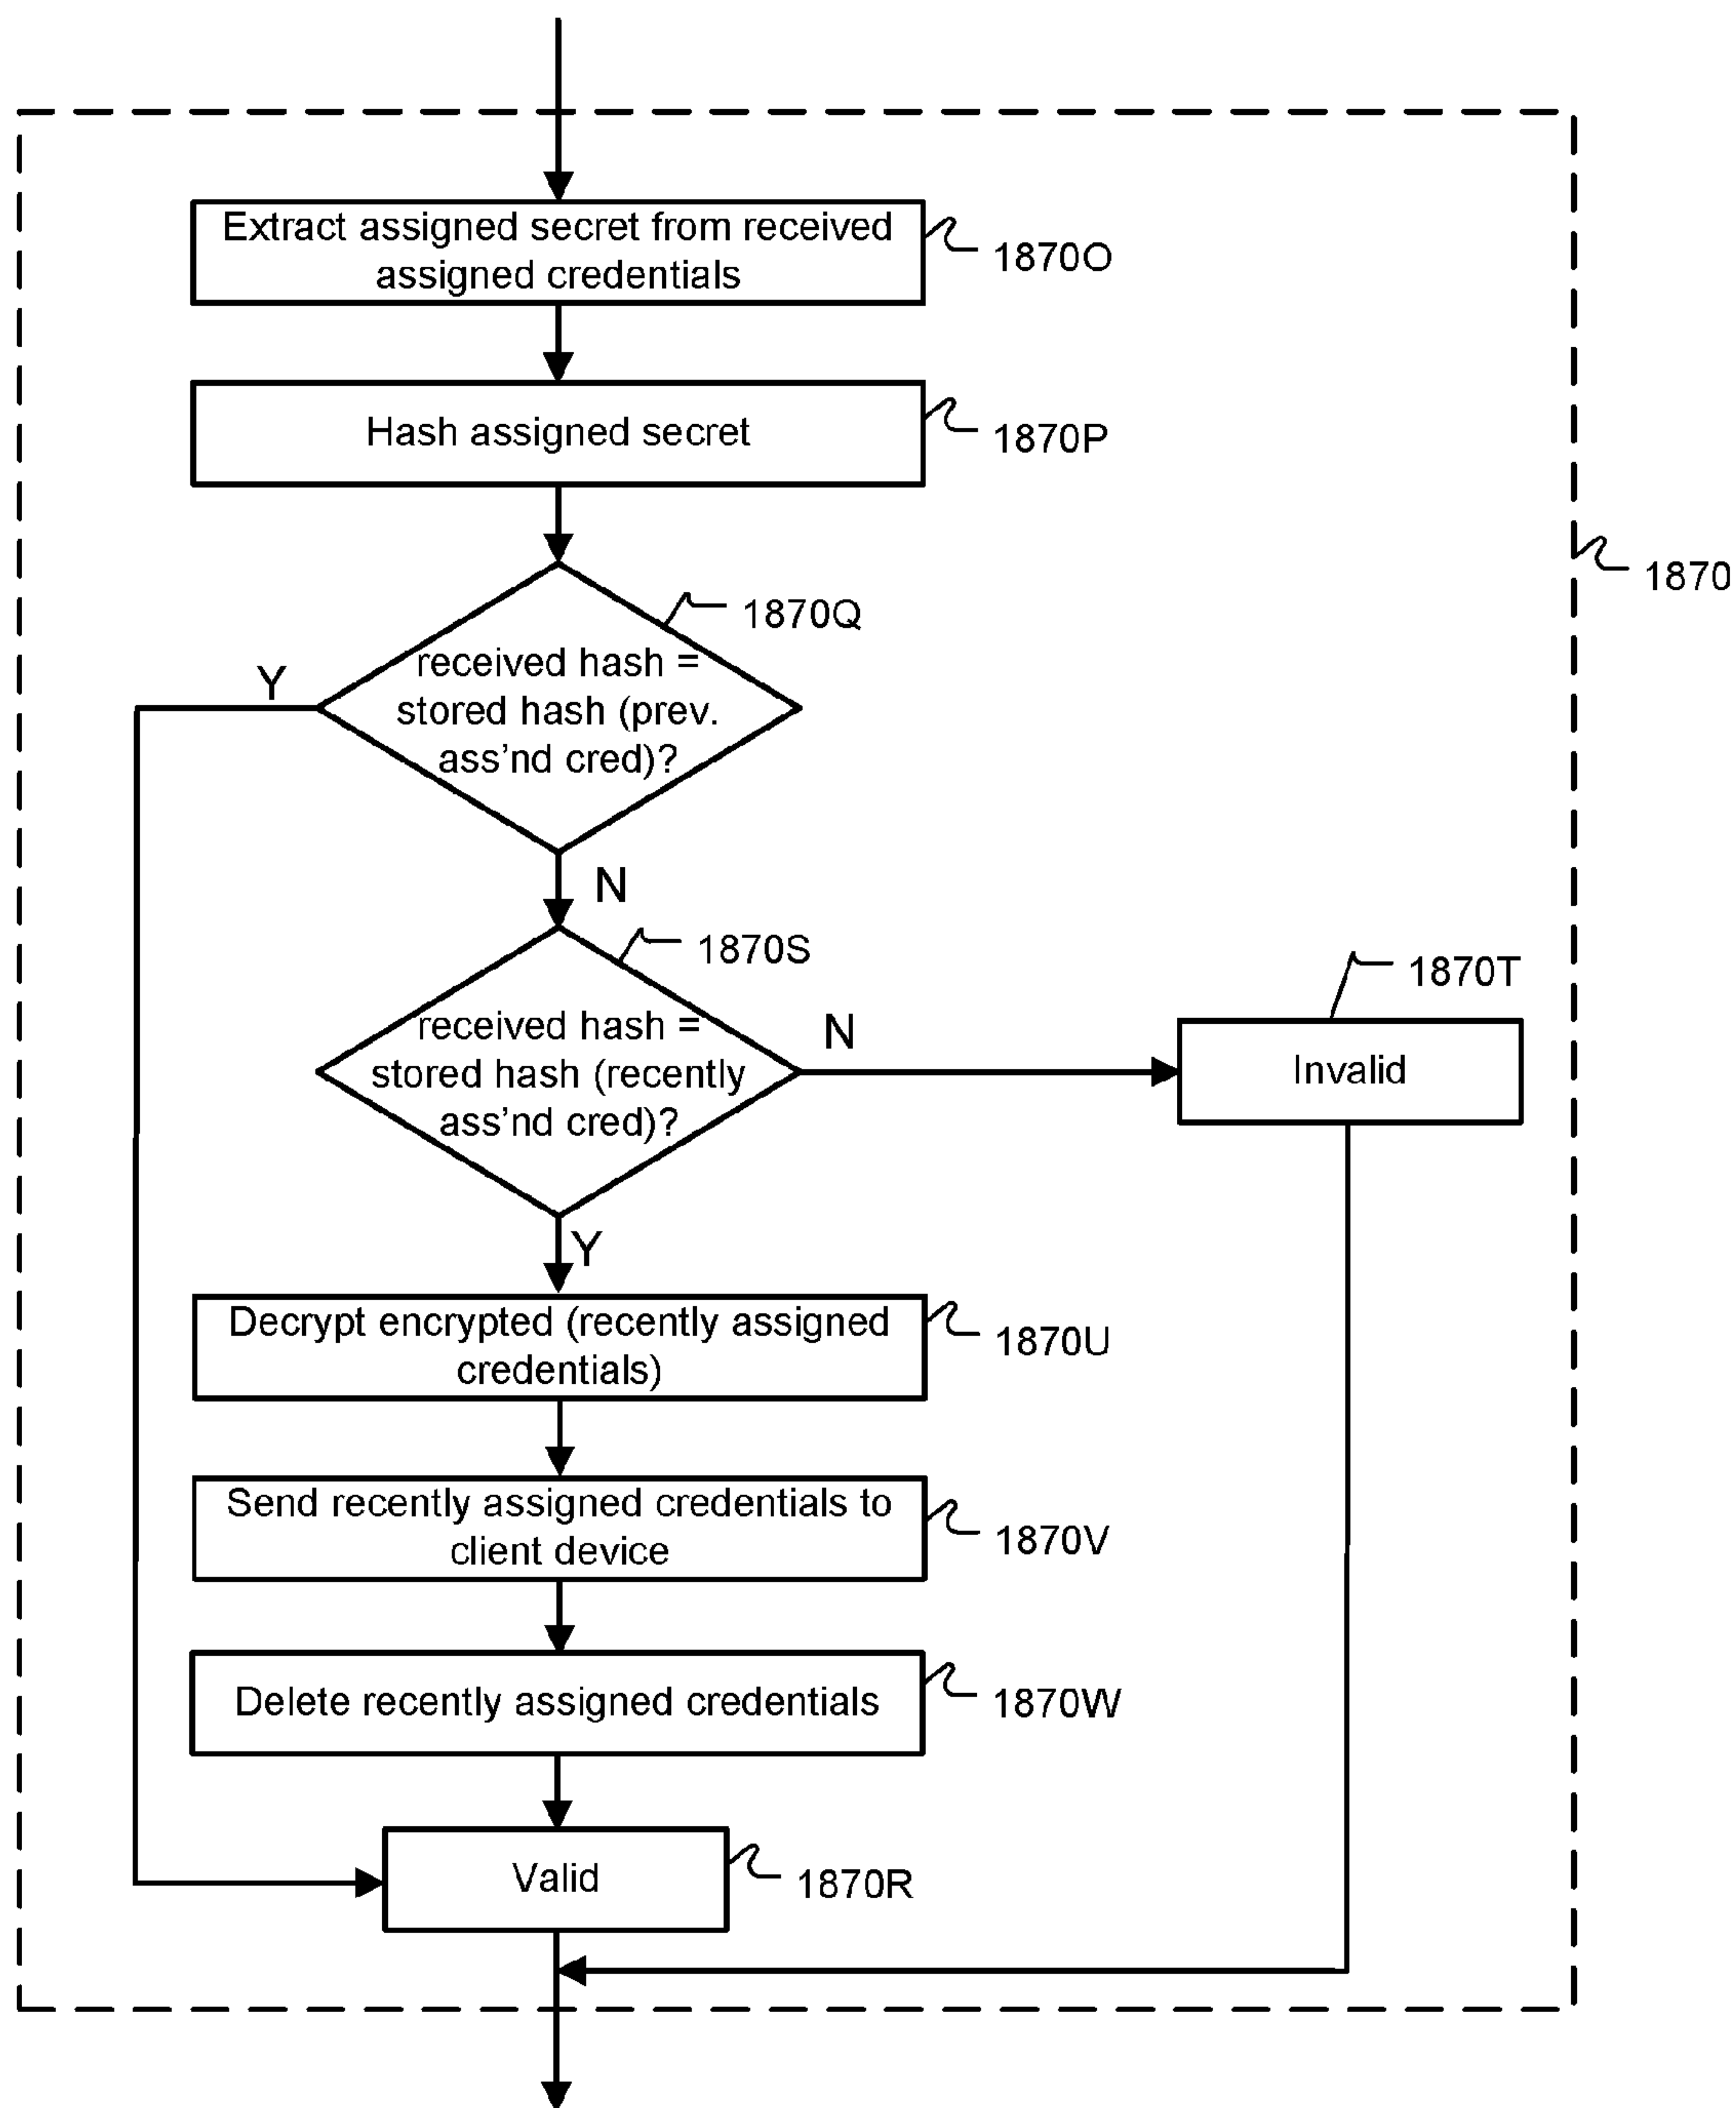 Extract assigned secret from received
assigned credentials
1870O
Hash assigned secret
1870P
1870
1870Q
received hash =
stored hash (prev.
ass'nd cred)?
Y
N
1870S
received hash =
stored hash (recently
ass'nd cred)?
N
1870T
Invalid
Y
Decrypt encrypted (recently assigned
credentials)
1870U
Send recently assigned credentials to
client device
1870V
Delete recently assigned credentials
1870W
Valid
1870R